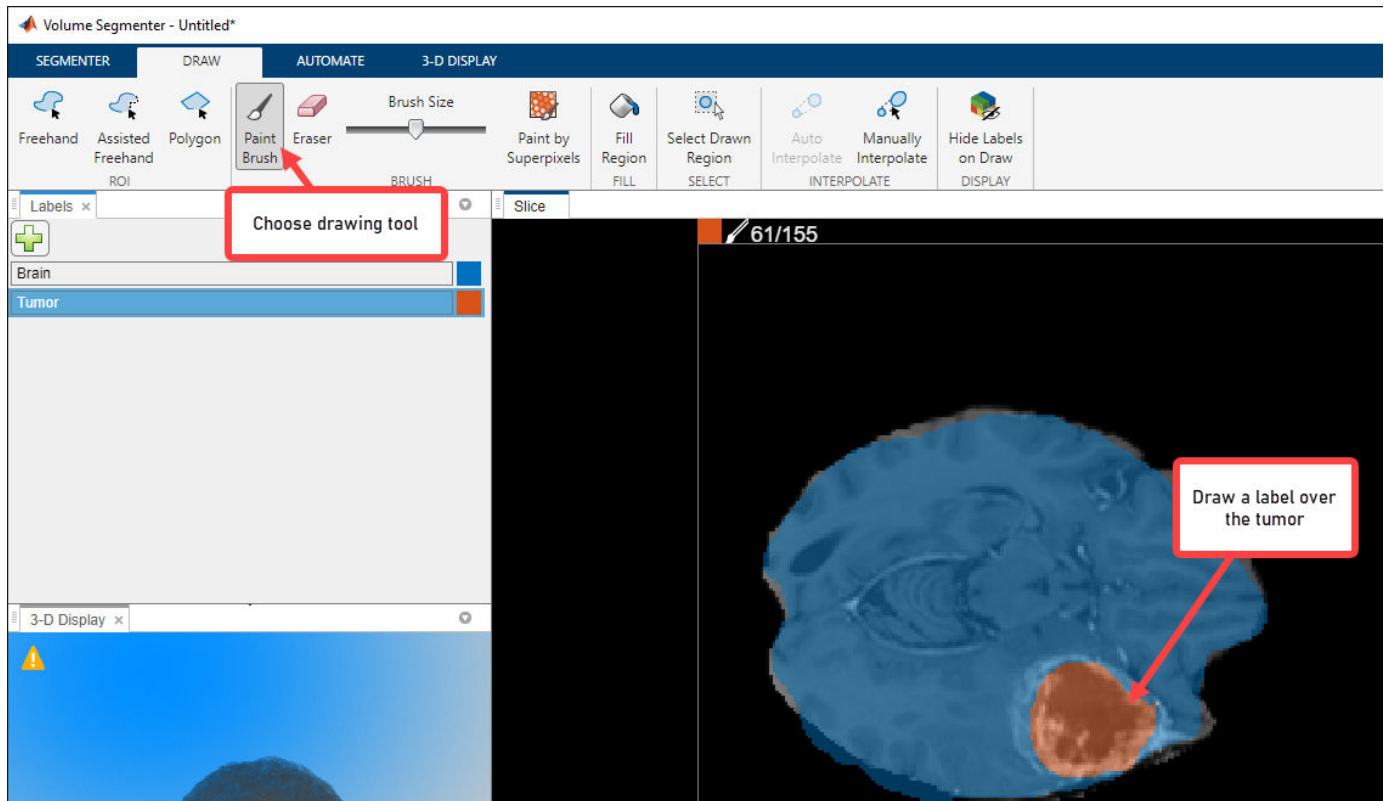 Volume Segmenter - Untitled*
SEGMENTER DRAW AUTOMATE 3-D DISPLAY
Freehand
Assisted
Freehand
Polygon
ROI
Paint
Brush
Eraser
Brush Size
BRUSH
Paint by
Superpixels
Fill
Region
FILL
Select Drawn
Region
SELECT
Auto
Interpolate
Manually
Interpolate
INTERPOLATE
Hide Labels
on Draw
DISPLAY
Choose drawing tool
Labels
Brain
Tumor
Slice
61/155
Draw a label over
the tumor
3-D Display